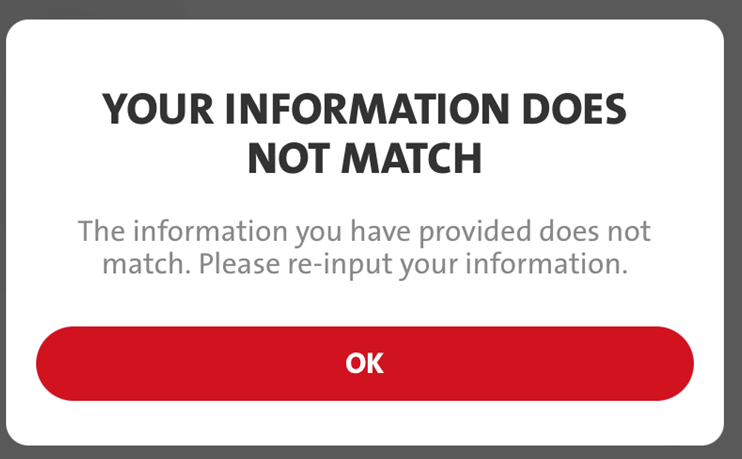 YOUR INFORMATION DOES
NOT MATCH
The information you have provided does not
match. Please re-input your information.
OK